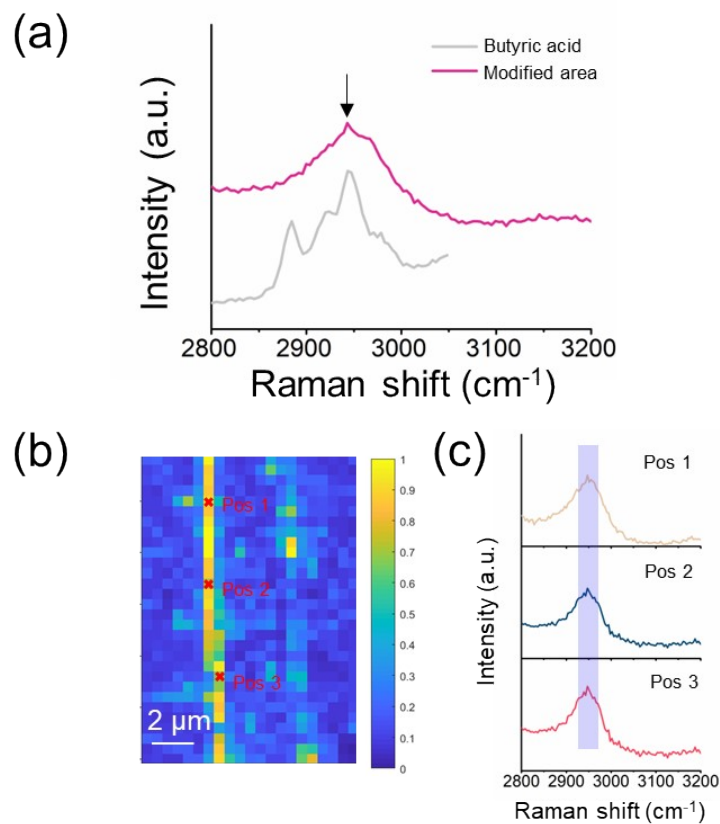 (a)
Butyric acid
Modified area
Intensity (a.u.)
2800 2900 3000 3100 3200
Raman shift (cm⁻¹)
(b)
Pos 1
Pos 2
Pos 3
2 µm
1
0.9
0.8
0.7
0.6
0.5
0.4
0.3
0.2
0.1
0
(c)
Pos 1
Pos 2
Pos 3
Intensity (a.u.)
2800 2900 3000 3100 3200
Raman shift (cm⁻¹)